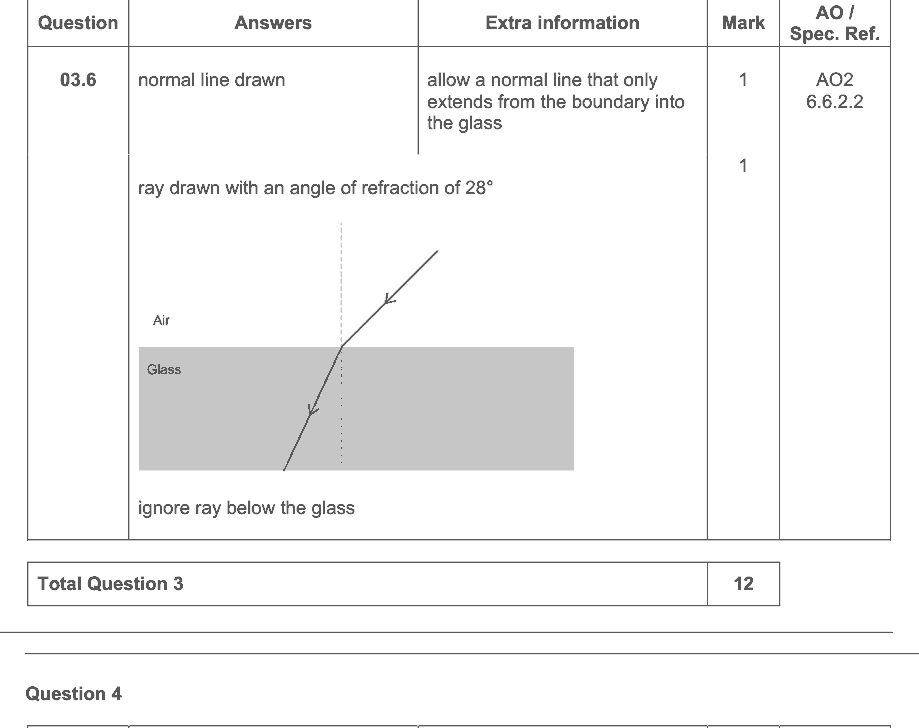 Question Answers Extra information Mark AO /
Spec. Ref.
03.6 normal line drawn allow a normal line that only 1 AO2
extends from the boundary into 6.6.2.2
the glass
1
ray drawn with an angle of refraction of 28°
Air
Glass
ignore ray below the glass
Total Question 3 12
Question 4